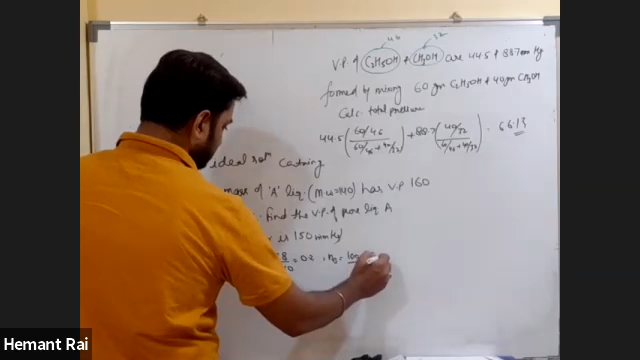 46
32
V.P. of C₂H₅OH & CH₃OH are 44.5 & 88.7 mm Hg
formed by mixing 60 gm C₂H₅OH & 40 gm CH₃OH
Calc. total pressure
44.5 (60/46 / 60/46 + 40/32) + 88.7 (40/32 / 60/46 + 40/32) = 66.13
ideal solⁿ
mass of 'A' liq. (M.w=140) has V.P 160
find the V.P. of pure liq A
is 150 mm Hg
Hemant Rai